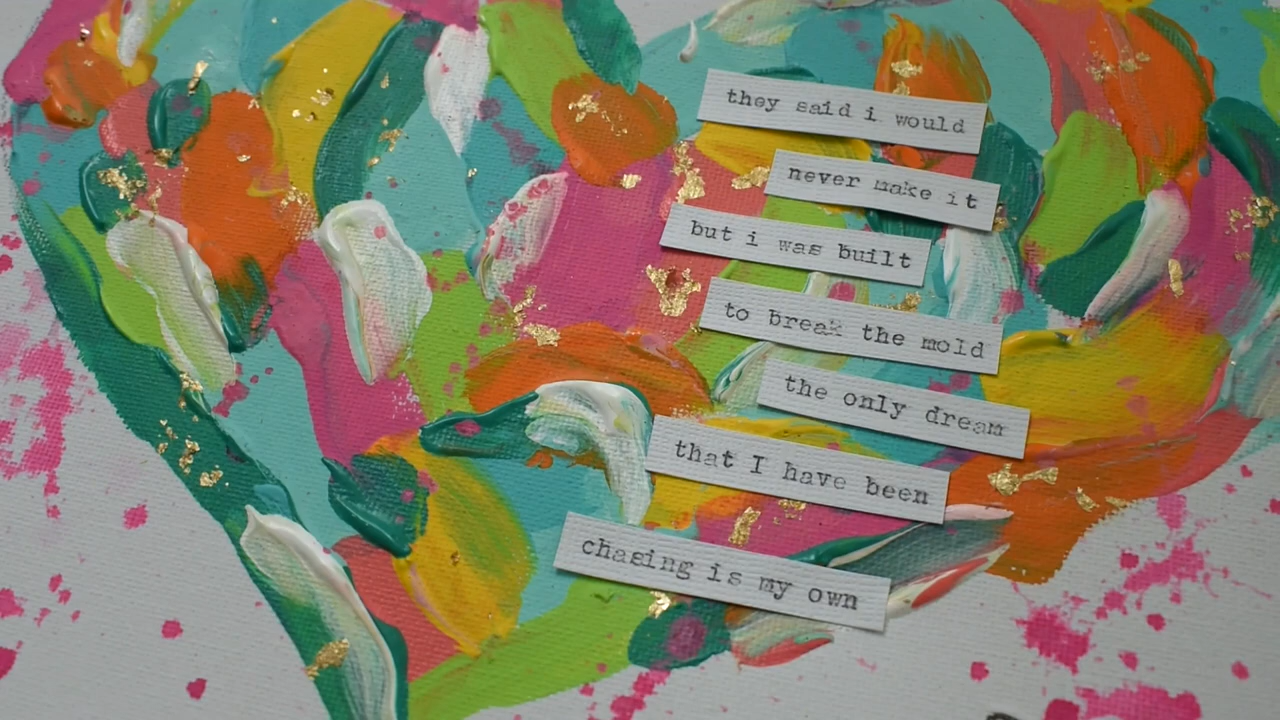 they said i would
never make it
but i was built
to break the mold
the only dream
that I have been
chasing is my own